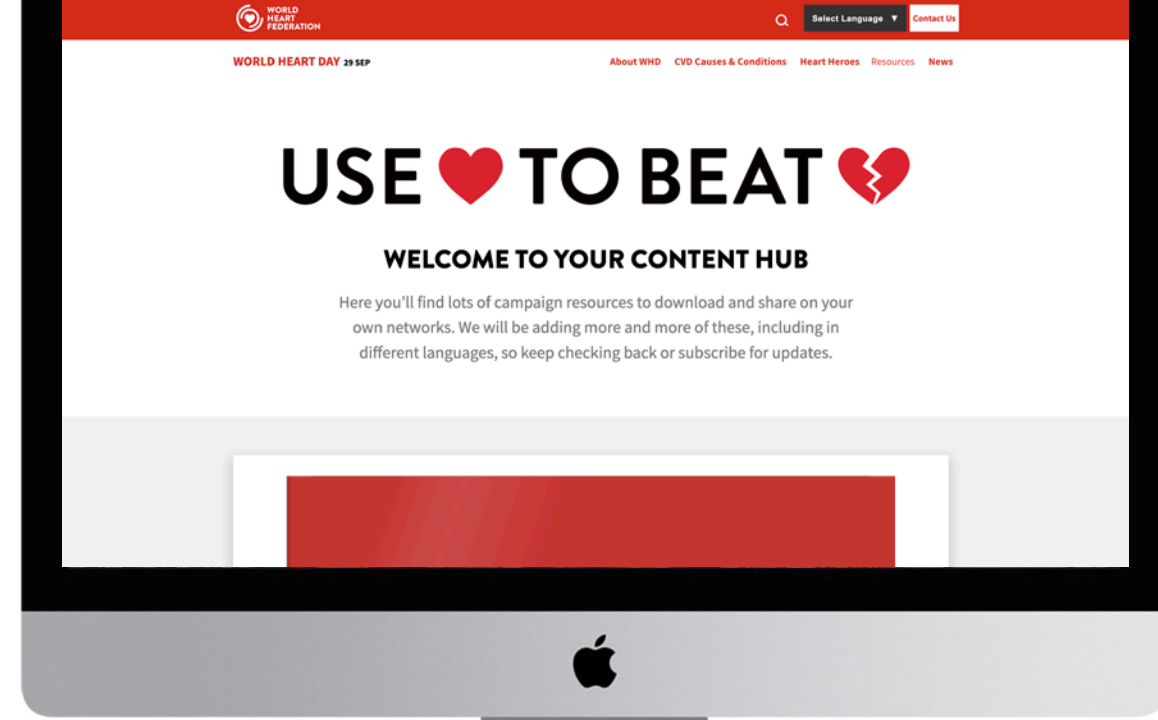 WORLD
HEART
FEDERATION
Select Language ▼
Contact Us
WORLD HEART DAY 29 SEP
About WHD
CVD Causes & Conditions
Heart Heroes
Resources
News
USE ❤ TO BEAT 💔
WELCOME TO YOUR CONTENT HUB
Here you’ll find lots of campaign resources to download and share on your
own networks. We will be adding more and more of these, including in
different languages, so keep checking back or subscribe for updates.